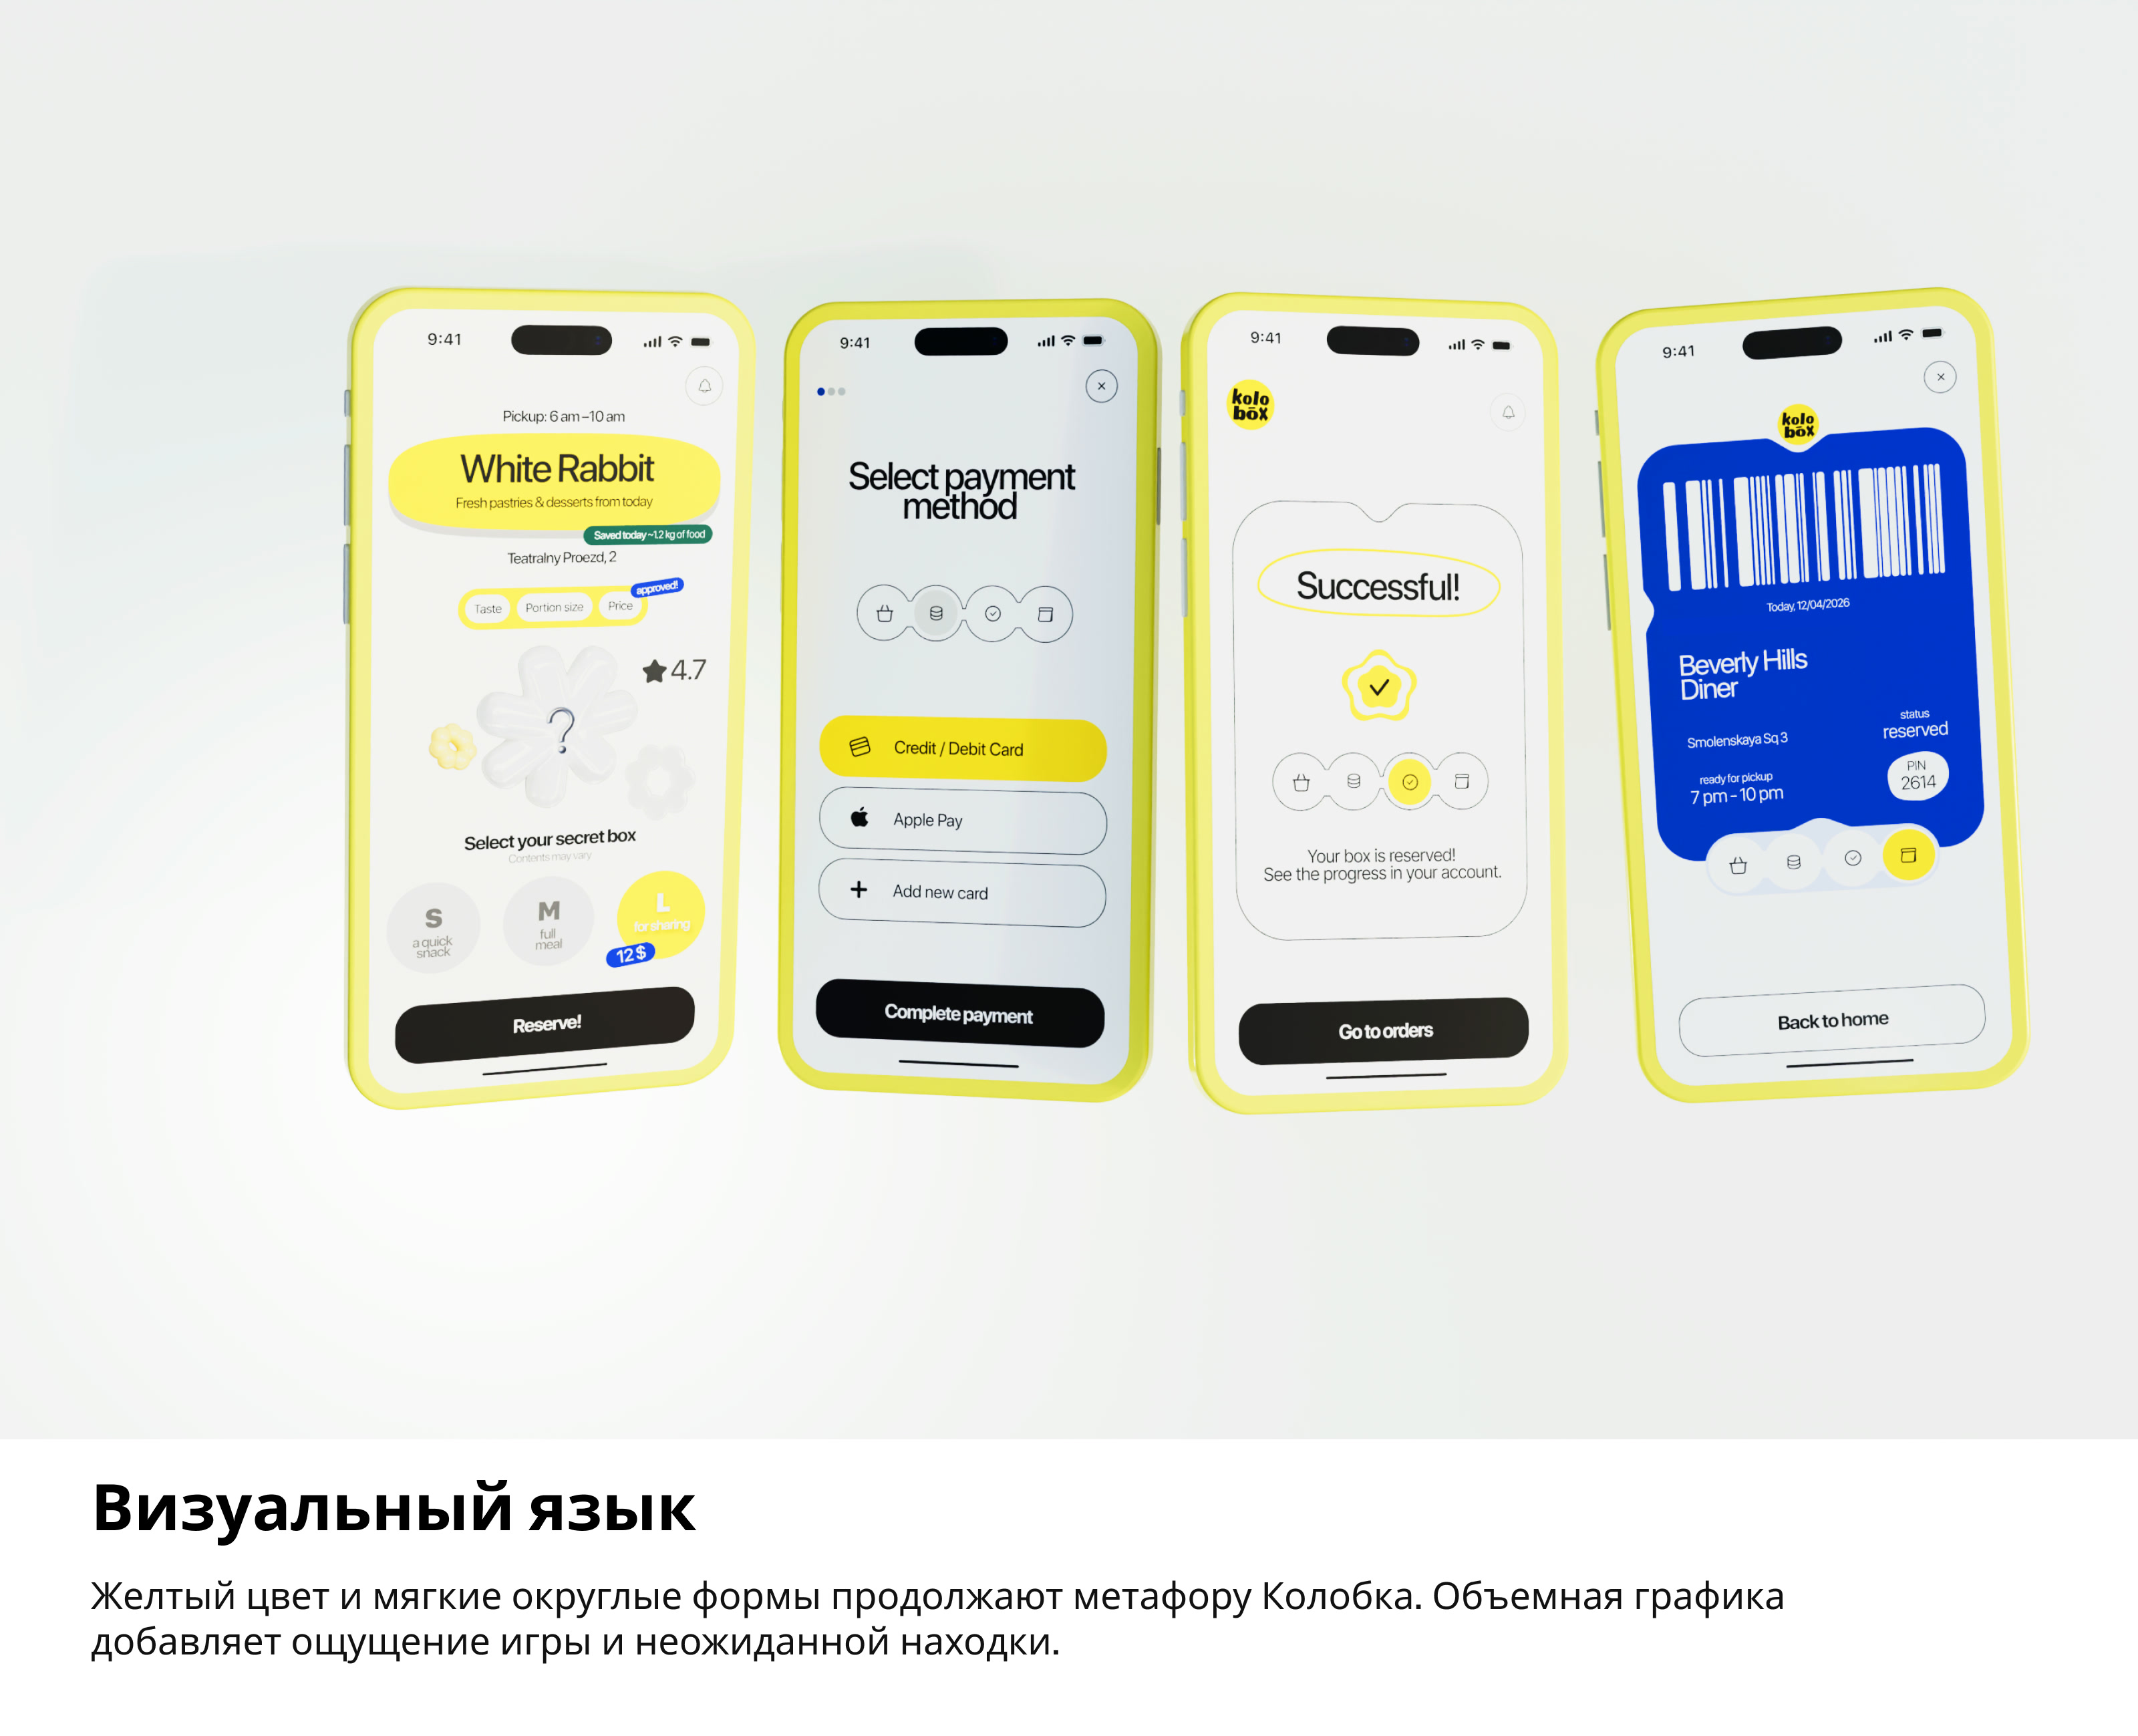 9:41
Pickup: 6 am–10 am
White Rabbit
Fresh pastries & desserts from today
Saved today ~1.2 kg of food
Teatralny Proezd, 2
approved!
Taste
Portion size
Price
4.7
?
Select your secret box
Contents may vary
S
a quick
snack
M
full
meal
L
for sharing
12 $
Reserve!
9:41
Select payment
method
Credit / Debit Card
Apple Pay
Add new card
Complete payment
9:41
kolo
bōx
Successful!
Your box is reserved!
See the progress in your account.
Go to orders
9:41
kolo
bōx
Today, 12/04/2026
Beverly Hills
Diner
Smolenskaya Sq 3
status
reserved
ready for pickup
7 pm - 10 pm
PIN
2614
Back to home
Визуальный язык
Желтый цвет и мягкие округлые формы продолжают метафору Колобка. Объемная графика
добавляет ощущение игры и неожиданной находки.